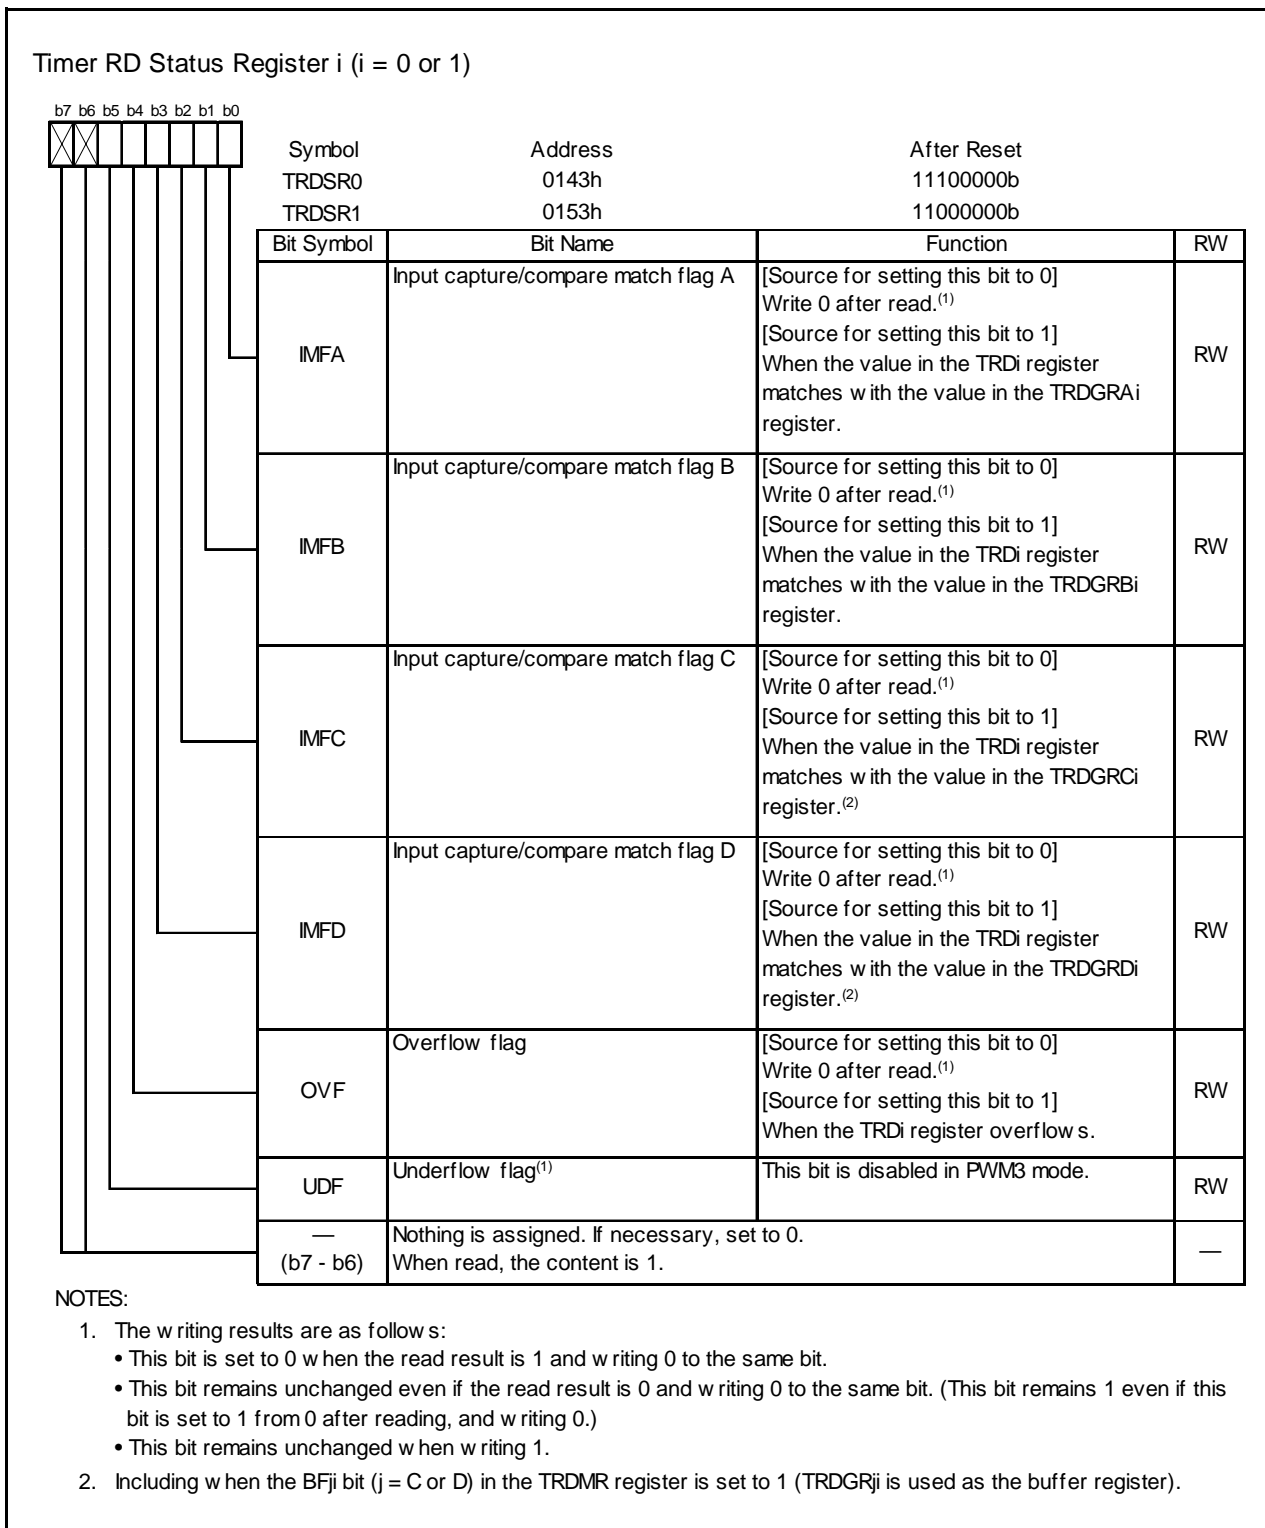 Timer RD Status Register i (i = 0 or 1)
b7 b6 b5 b4 b3 b2 b1 b0
Symbol Address After Reset
TRDSR0 0143h 11100000b
TRDSR1 0153h 11000000b
Bit Symbol Bit Name Function RW
IMFA Input capture/compare match flag A [Source for setting this bit to 0] RW
Write 0 after read.(1)
[Source for setting this bit to 1]
When the value in the TRDi register
matches with the value in the TRDGRAi
register.
IMFB Input capture/compare match flag B [Source for setting this bit to 0] RW
Write 0 after read.(1)
[Source for setting this bit to 1]
When the value in the TRDi register
matches with the value in the TRDGRBi
register.
IMFC Input capture/compare match flag C [Source for setting this bit to 0] RW
Write 0 after read.(1)
[Source for setting this bit to 1]
When the value in the TRDi register
matches with the value in the TRDGRCi
register.(2)
IMFD Input capture/compare match flag D [Source for setting this bit to 0] RW
Write 0 after read.(1)
[Source for setting this bit to 1]
When the value in the TRDi register
matches with the value in the TRDGRDi
register.(2)
OVF Overflow flag [Source for setting this bit to 0] RW
Write 0 after read.(1)
[Source for setting this bit to 1]
When the TRDi register overflows.
UDF Underflow flag(1) This bit is disabled in PWM3 mode. RW
— Nothing is assigned. If necessary, set to 0. —
(b7 - b6) When read, the content is 1.
NOTES:
1. The writing results are as follows:
• This bit is set to 0 when the read result is 1 and writing 0 to the same bit.
• This bit remains unchanged even if the read result is 0 and writing 0 to the same bit. (This bit remains 1 even if this
bit is set to 1 from 0 after reading, and writing 0.)
• This bit remains unchanged when writing 1.
2. Including when the BFji bit (j = C or D) in the TRDMR register is set to 1 (TRDGRji is used as the buffer register).